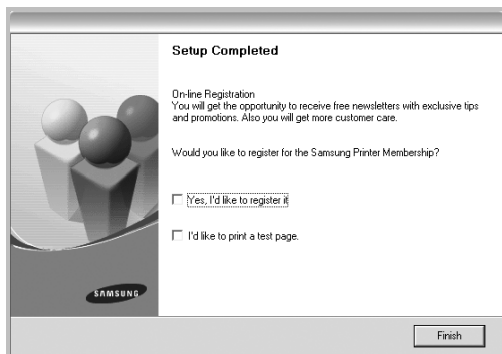 Setup Completed
On-line Registration
You will get the opportunity to receive free newsletters with exclusive tips
and promotions. Also you will get more customer care.
Would you like to register for the Samsung Printer Membership?
Yes, I'd like to register it
I'd like to print a test page.
SAMSUNG
Finish